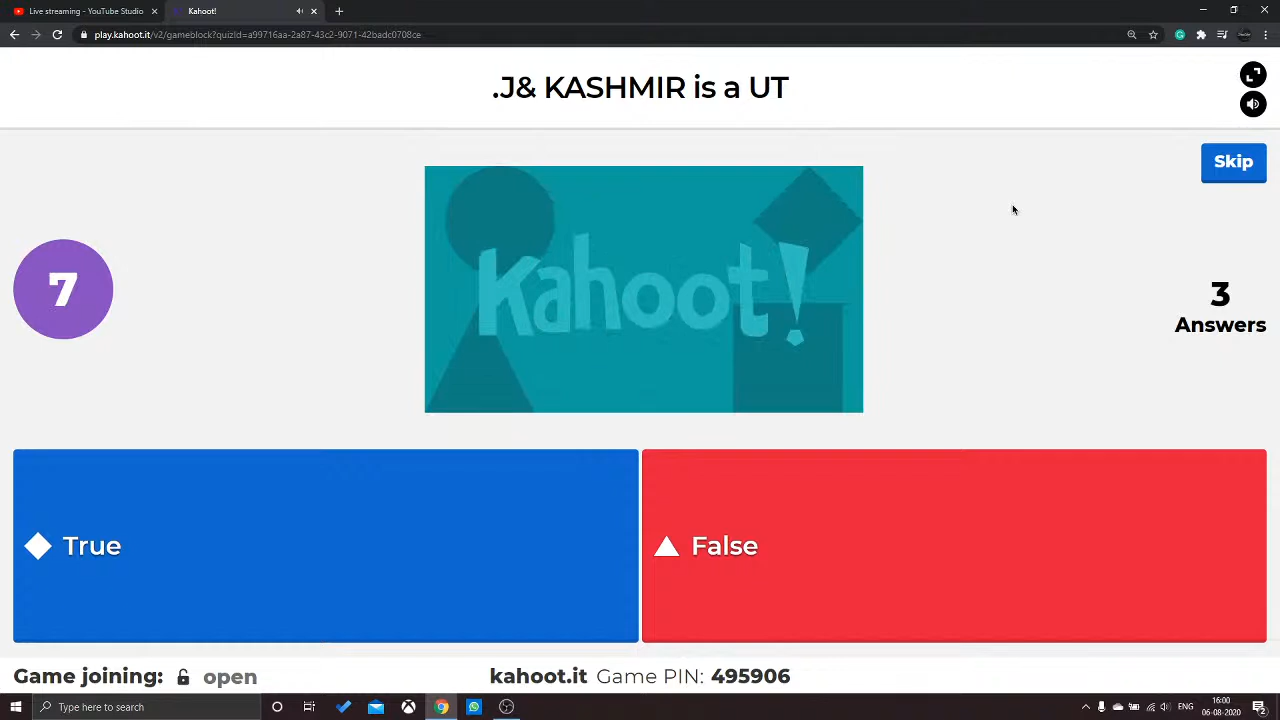 Live streaming - YouTube Studio
Kahoot!
play.kahoot.it/v2/gameblock?quizId=a99716aa-2a87-43c2-9071-42badc0708ce
.J& KASHMIR is a UT
Skip
Kahoot!
7
3
Answers
True
False
Game joining: open
kahoot.it Game PIN: 495906
Type here to search
ENG
16:00
06-08-2020
2